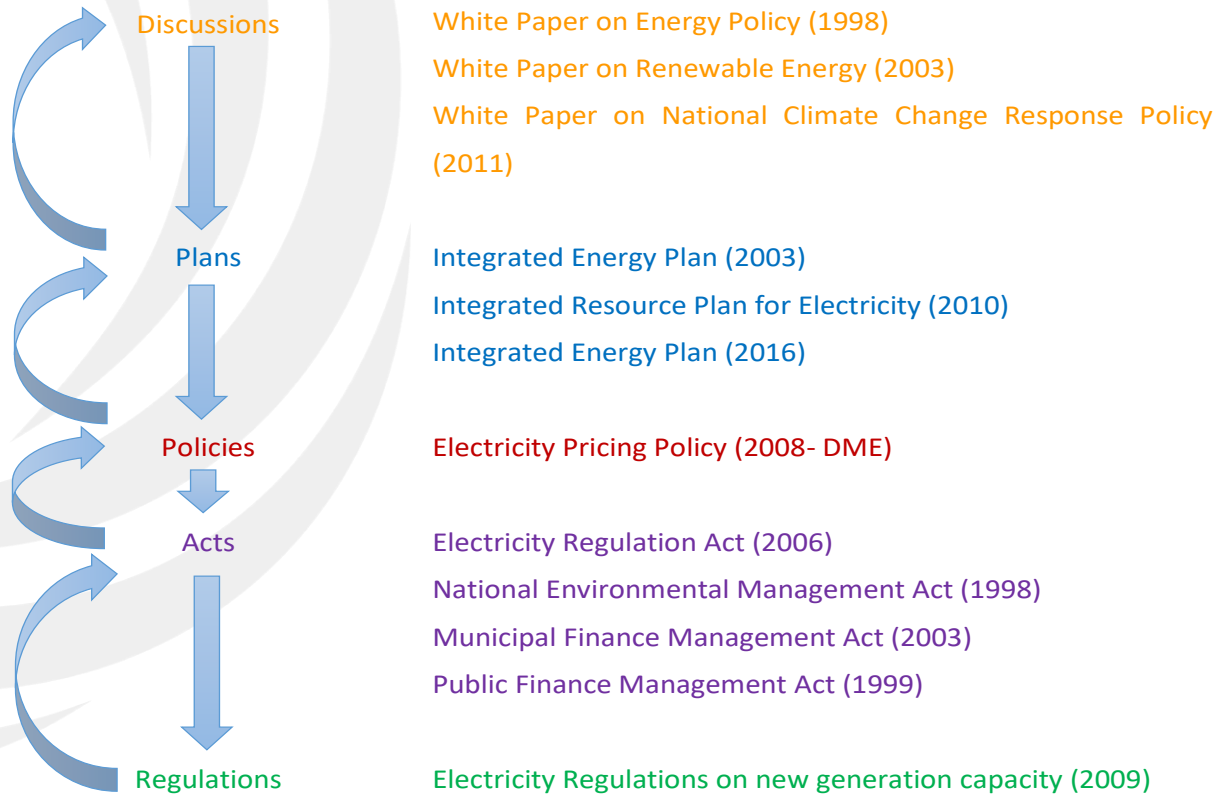 Discussions
White Paper on Energy Policy (1998)
White Paper on Renewable Energy (2003)
White Paper on National Climate Change Response Policy
(2011)
Plans
Integrated Energy Plan (2003)
Integrated Resource Plan for Electricity (2010)
Integrated Energy Plan (2016)
Policies
Electricity Pricing Policy (2008- DME)
Acts
Electricity Regulation Act (2006)
National Environmental Management Act (1998)
Municipal Finance Management Act (2003)
Public Finance Management Act (1999)
Regulations
Electricity Regulations on new generation capacity (2009)